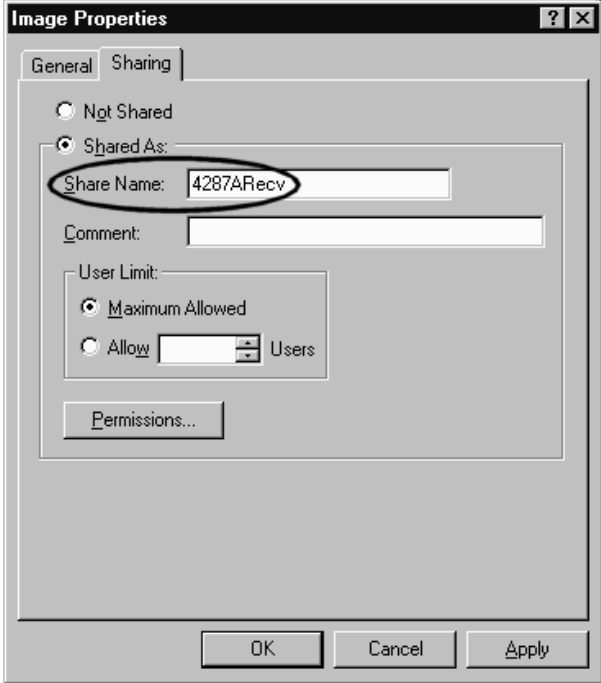 Image Properties
General Sharing
Not Shared
Shared As:
Share Name: 4287ARecv
Comment:
User Limit:
Maximum Allowed
Allow Users
Permissions...
OK Cancel Apply